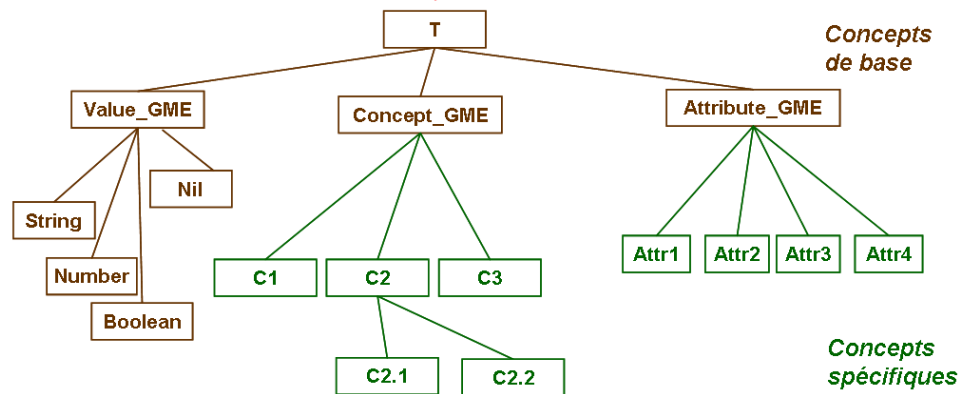 T
Concepts
de base
Value_GME
Concept_GME
Attribute_GME
Nil
String
Number
Boolean
C1
C2
C3
Attr1
Attr2
Attr3
Attr4
C2.1
C2.2
Concepts
spécifiques